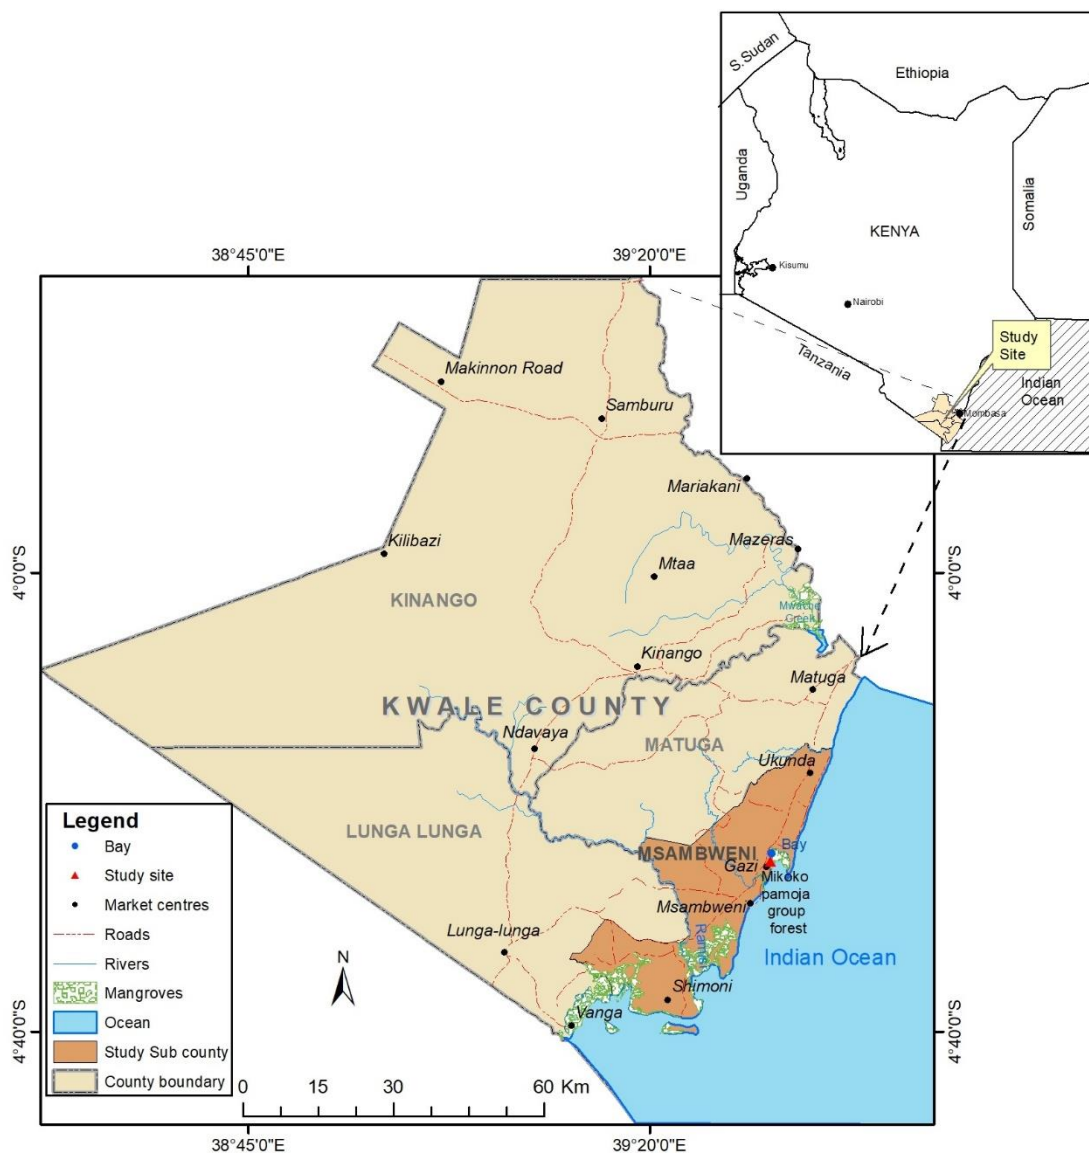 S.Sudan
Ethiopia
Uganda
Somalia
KENYA
Kisumu
Nairobi
Tanzania
Study
Site
Indian
Ocean
Mombasa
38°45'0"E
39°20'0"E
Makinnon Road
Samburu
Mariakani
Mazeras
Kilibazi
Mtaa
4°0'0"S
4°0'0"S
KINANGO
Mwache
Creek
Kinango
Matuga
KWALE COUNTY
Ndavaya
MATUGA
Ukunda
LUNGA LUNGA
MSAMBWENI
Bay
Gazi
Mikoko
pamoja
group
forest
Msambweni
Ramisi
Lunga-lunga
Indian Ocean
Shimoni
Vanga
4°40'0"S
4°40'0"S
N
Legend
Bay
Study site
Market centres
Roads
Rivers
Mangroves
Ocean
Study Sub county
County boundary
0 15 30 60 Km
38°45'0"E
39°20'0"E